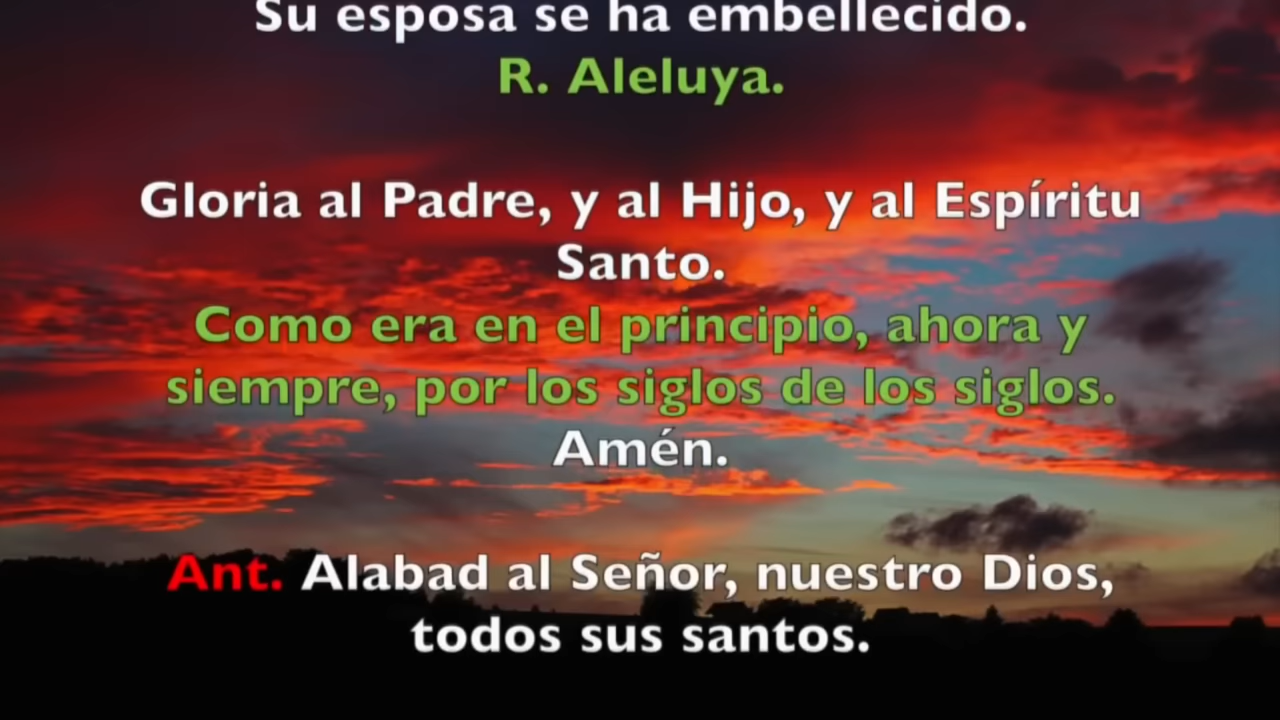 Su esposa se ha embellecido.
R. Aleluya.
Gloria al Padre, y al Hijo, y al Espíritu
Santo.
Como era en el principio, ahora y
siempre, por los siglos de los siglos.
Amén.
Ant. Alabad al Señor, nuestro Dios,
todos sus santos.